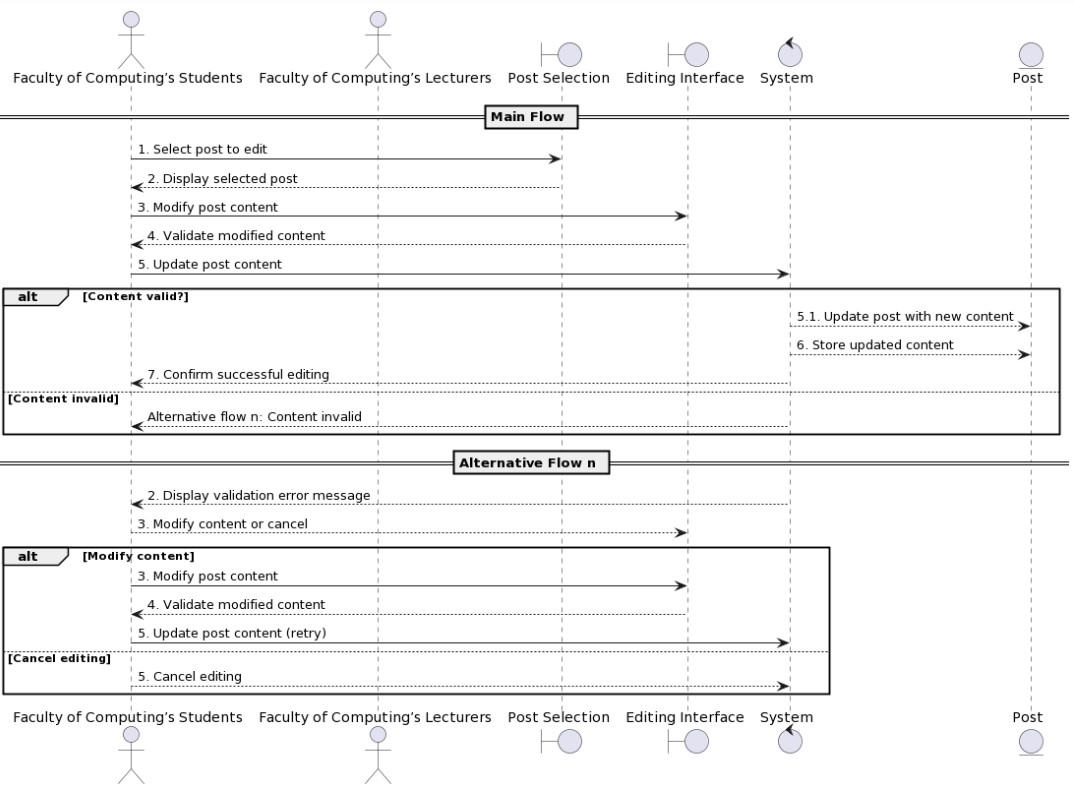 Faculty of Computing's Students Faculty of Computing's Lecturers Post Selection Editing Interface System Post
Main Flow
1. Select post to edit
2. Display selected post
3. Modify post content
4. Validate modified content
5. Update post content
alt [Content valid?]
5.1. Update post with new content
6. Store updated content
7. Confirm successful editing
[Content invalid]
Alternative flow n: Content invalid
Alternative Flow n
2. Display validation error message
3. Modify content or cancel
alt [Modify content]
3. Modify post content
4. Validate modified content
5. Update post content (retry)
[Cancel editing]
5. Cancel editing
Faculty of Computing's Students Faculty of Computing's Lecturers Post Selection Editing Interface System Post